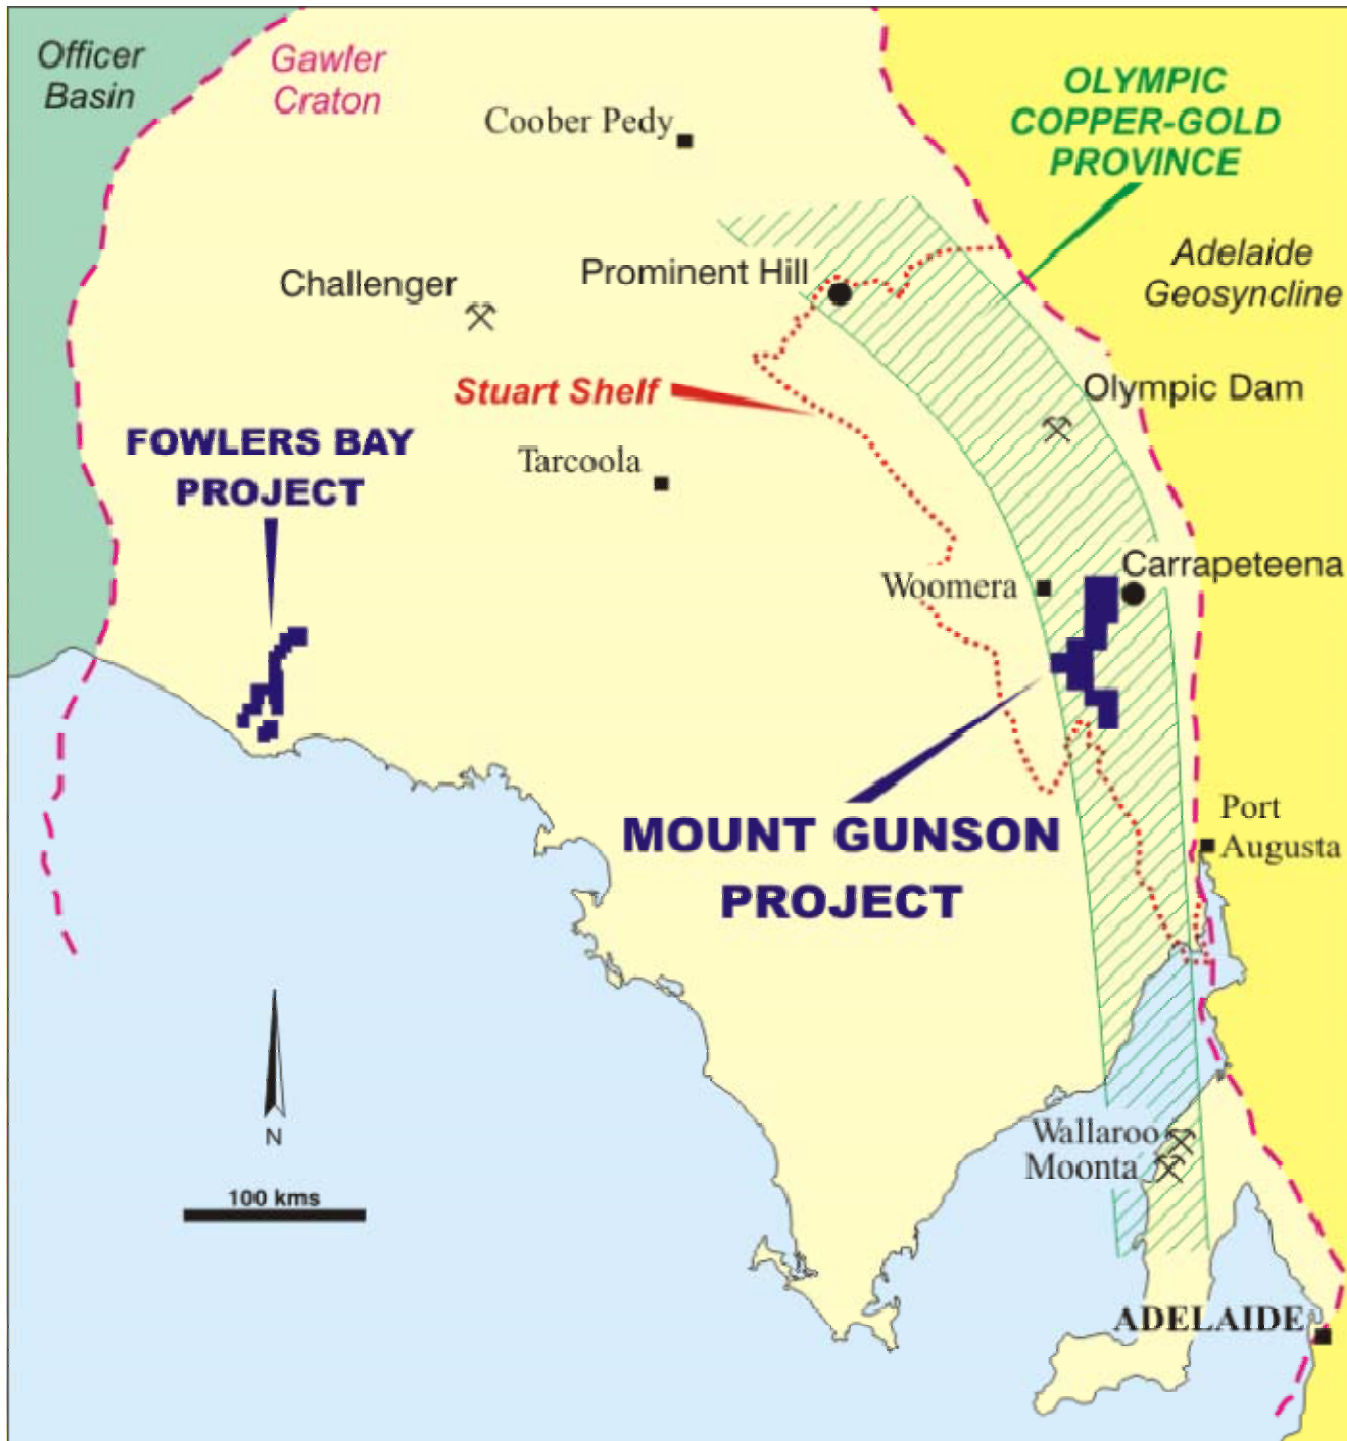 Officer
Basin
Gawler
Craton
OLYMPIC
COPPER-GOLD
PROVINCE
Coober Pedy
Adelaide
Geosyncline
Challenger
Prominent Hill
Stuart Shelf
Olympic Dam
FOWLERS BAY
PROJECT
Tarcoola
Woomera
Carrapeteena
MOUNT GUNSON
PROJECT
Port
Augusta
N
100 kms
Wallaroo
Moonta
ADELAIDE